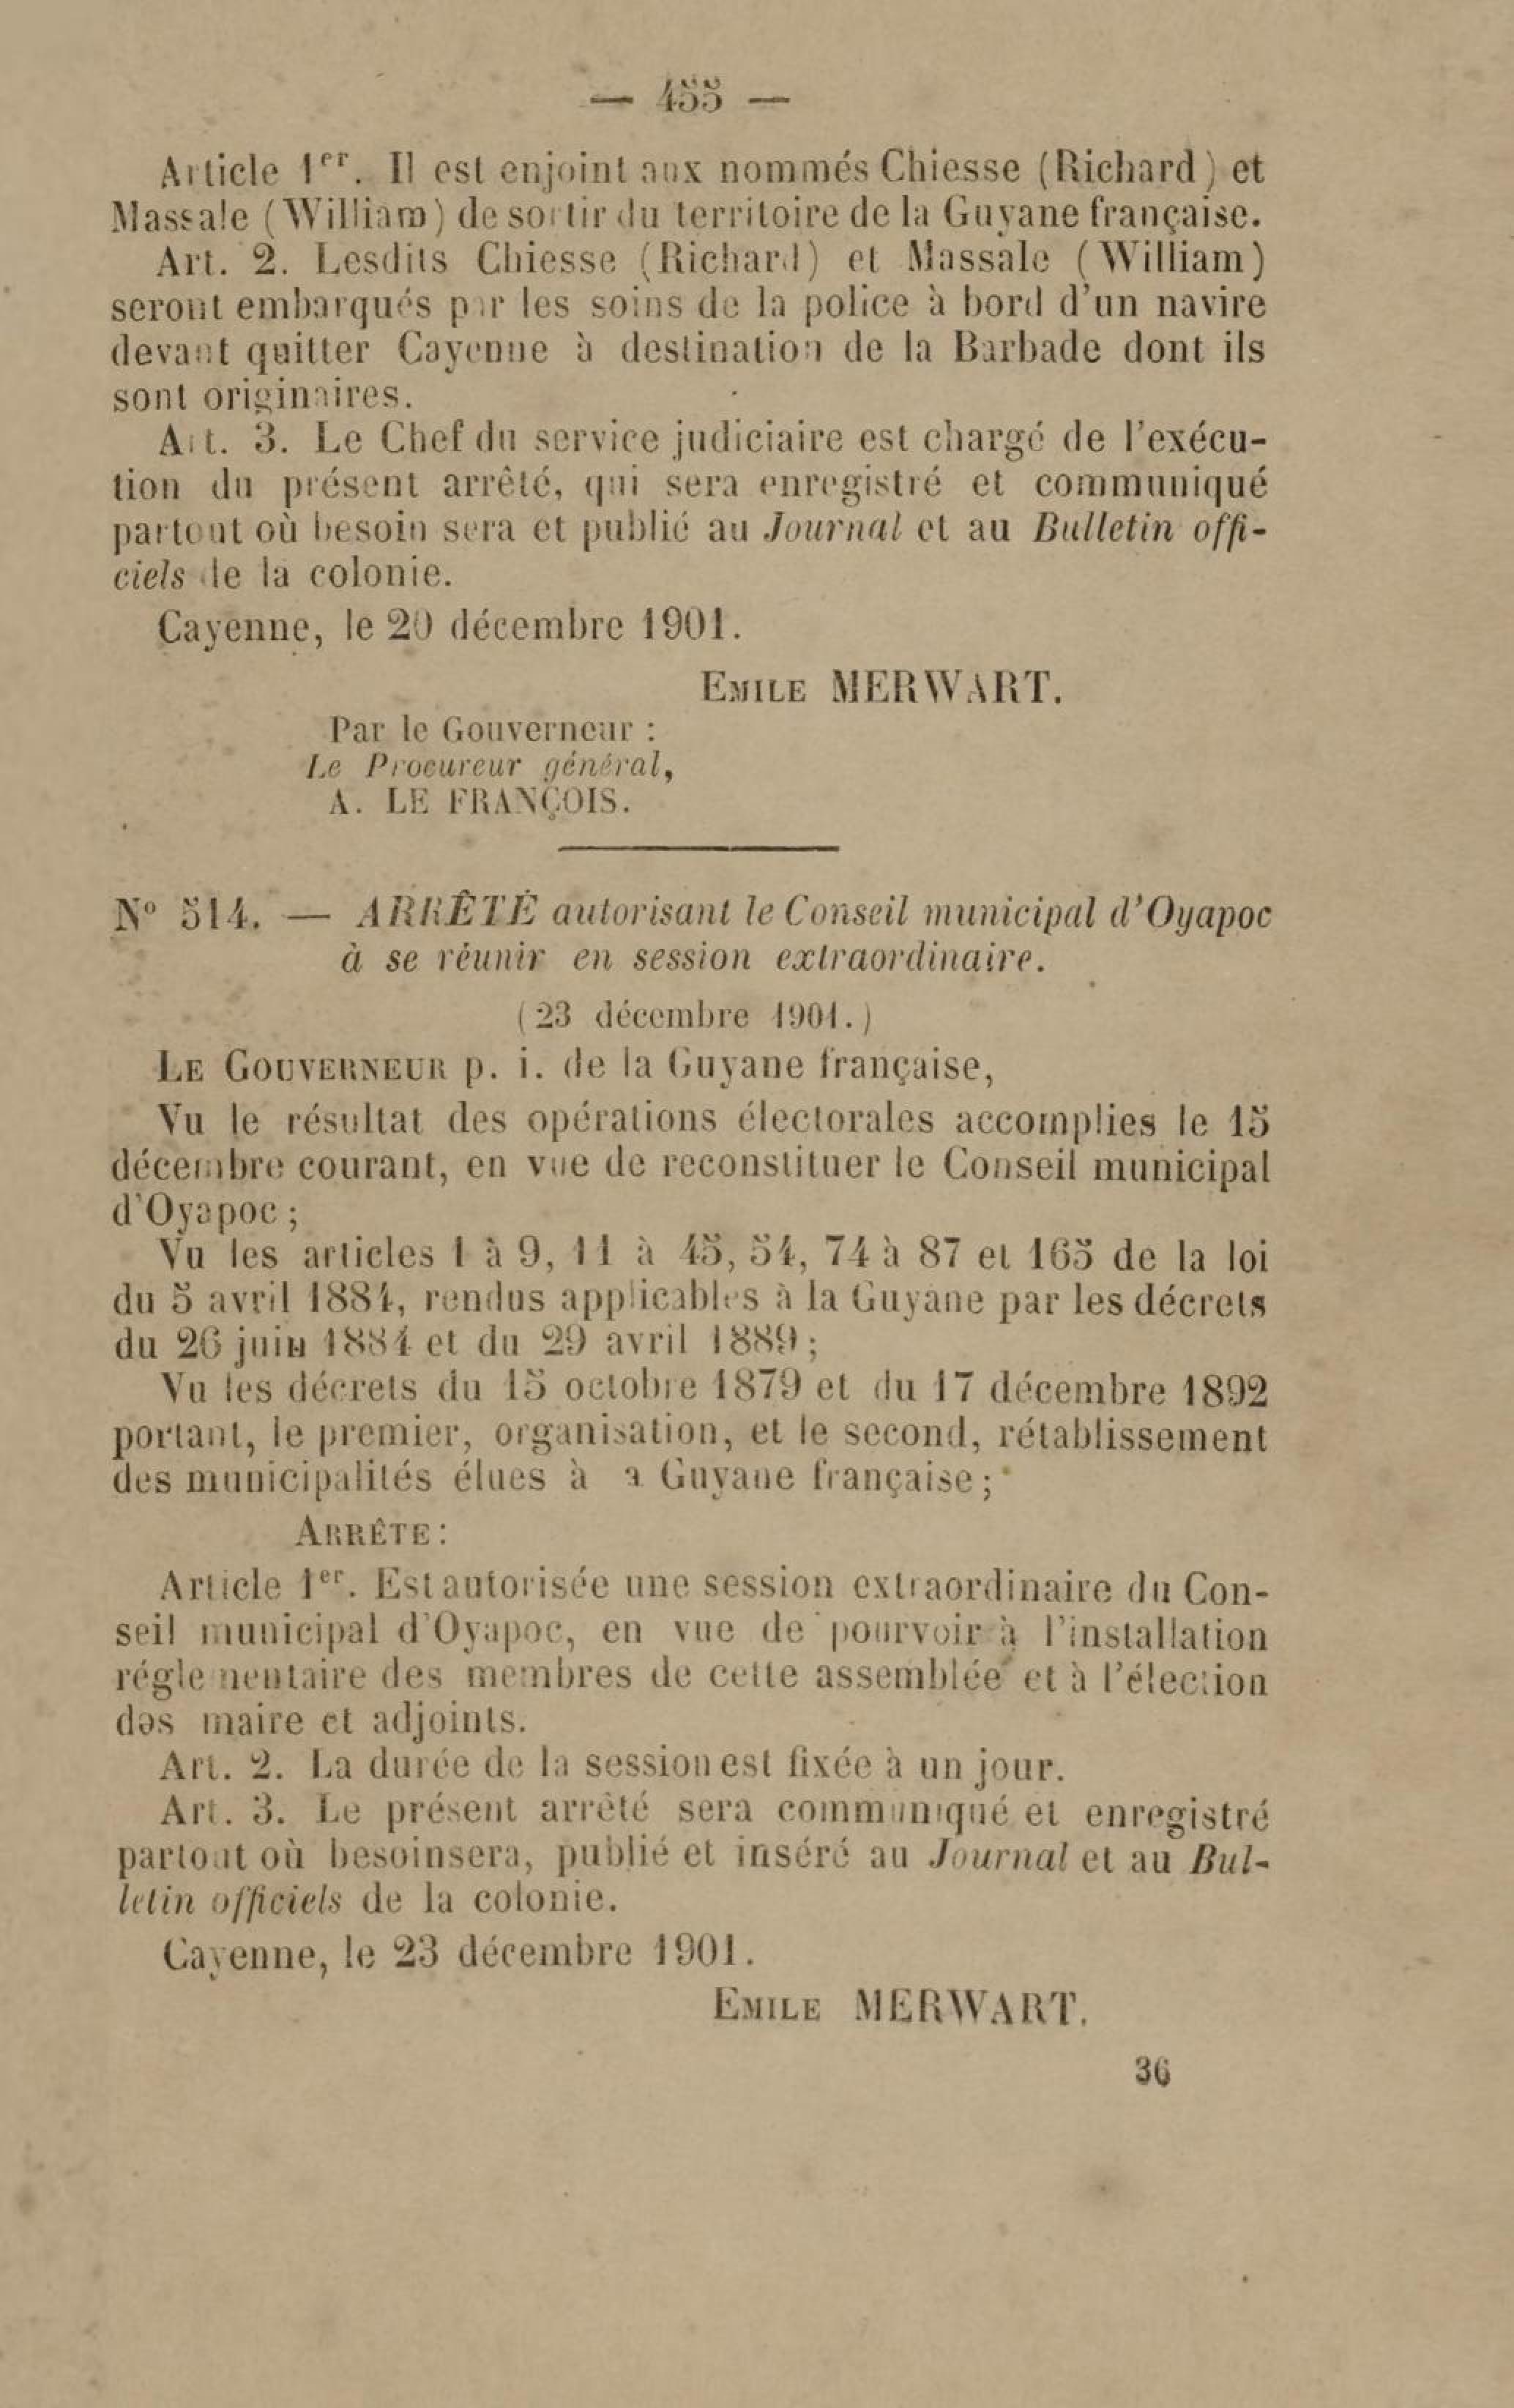 — 455 —
Article 1er. Il est enjoint aux nommés Chiesse (Richard) et
Massale (William) de sortir du territoire de la Guyane française.
Art. 2. Lesdits Chiesse (Richard) et Massale (William)
seront embarqués par les soins de la police à bord d'un navire
devant quitter Cayenne à destination de la Barbade dont ils
sont originaires.
Art. 3. Le Chef du service judiciaire est chargé de l'exécu-
tion du présent arrêté, qui sera enregistré et communiqué
partout où besoin sera et publié au Journal et au Bulletin offi-
ciels de la colonie.
Cayenne, le 20 décembre 1901.
EMILE MERWART.
Par le Gouverneur :
Le Procureur général,
A. LE FRANÇOIS.
N° 514. — ARRÊTÉ autorisant le Conseil municipal d'Oyapoc
à se réunir en session extraordinaire.
(23 décembre 1901.)
LE GOUVERNEUR p. i. de la Guyane française,
Vu le résultat des opérations électorales accomplies le 15
décembre courant, en vue de reconstituer le Conseil municipal
d'Oyapoc ;
Vu les articles 1 à 9, 11 à 45, 54, 74 à 87 et 165 de la loi
du 5 avril 1884, rendus applicables à la Guyane par les décrets
du 26 juin 1884 et du 29 avril 1889 ;
Vu les décrets du 15 octobre 1879 et du 17 décembre 1892
portant, le premier, organisation, et le second, rétablissement
des municipalités élues à a Guyane française ;
ARRÊTE :
Article 1er. Est autorisée une session extraordinaire du Con-
seil municipal d'Oyapoc, en vue de pourvoir à l'installation
réglementaire des membres de cette assemblée et à l'élection
des maire et adjoints.
Art. 2. La durée de la session est fixée à un jour.
Art. 3. Le présent arrêté sera communiqué et enregistré
partout où besoinsera, publié et inséré au Journal et au Bul-
letin officiels de la colonie.
Cayenne, le 23 décembre 1901.
EMILE MERWART.
36